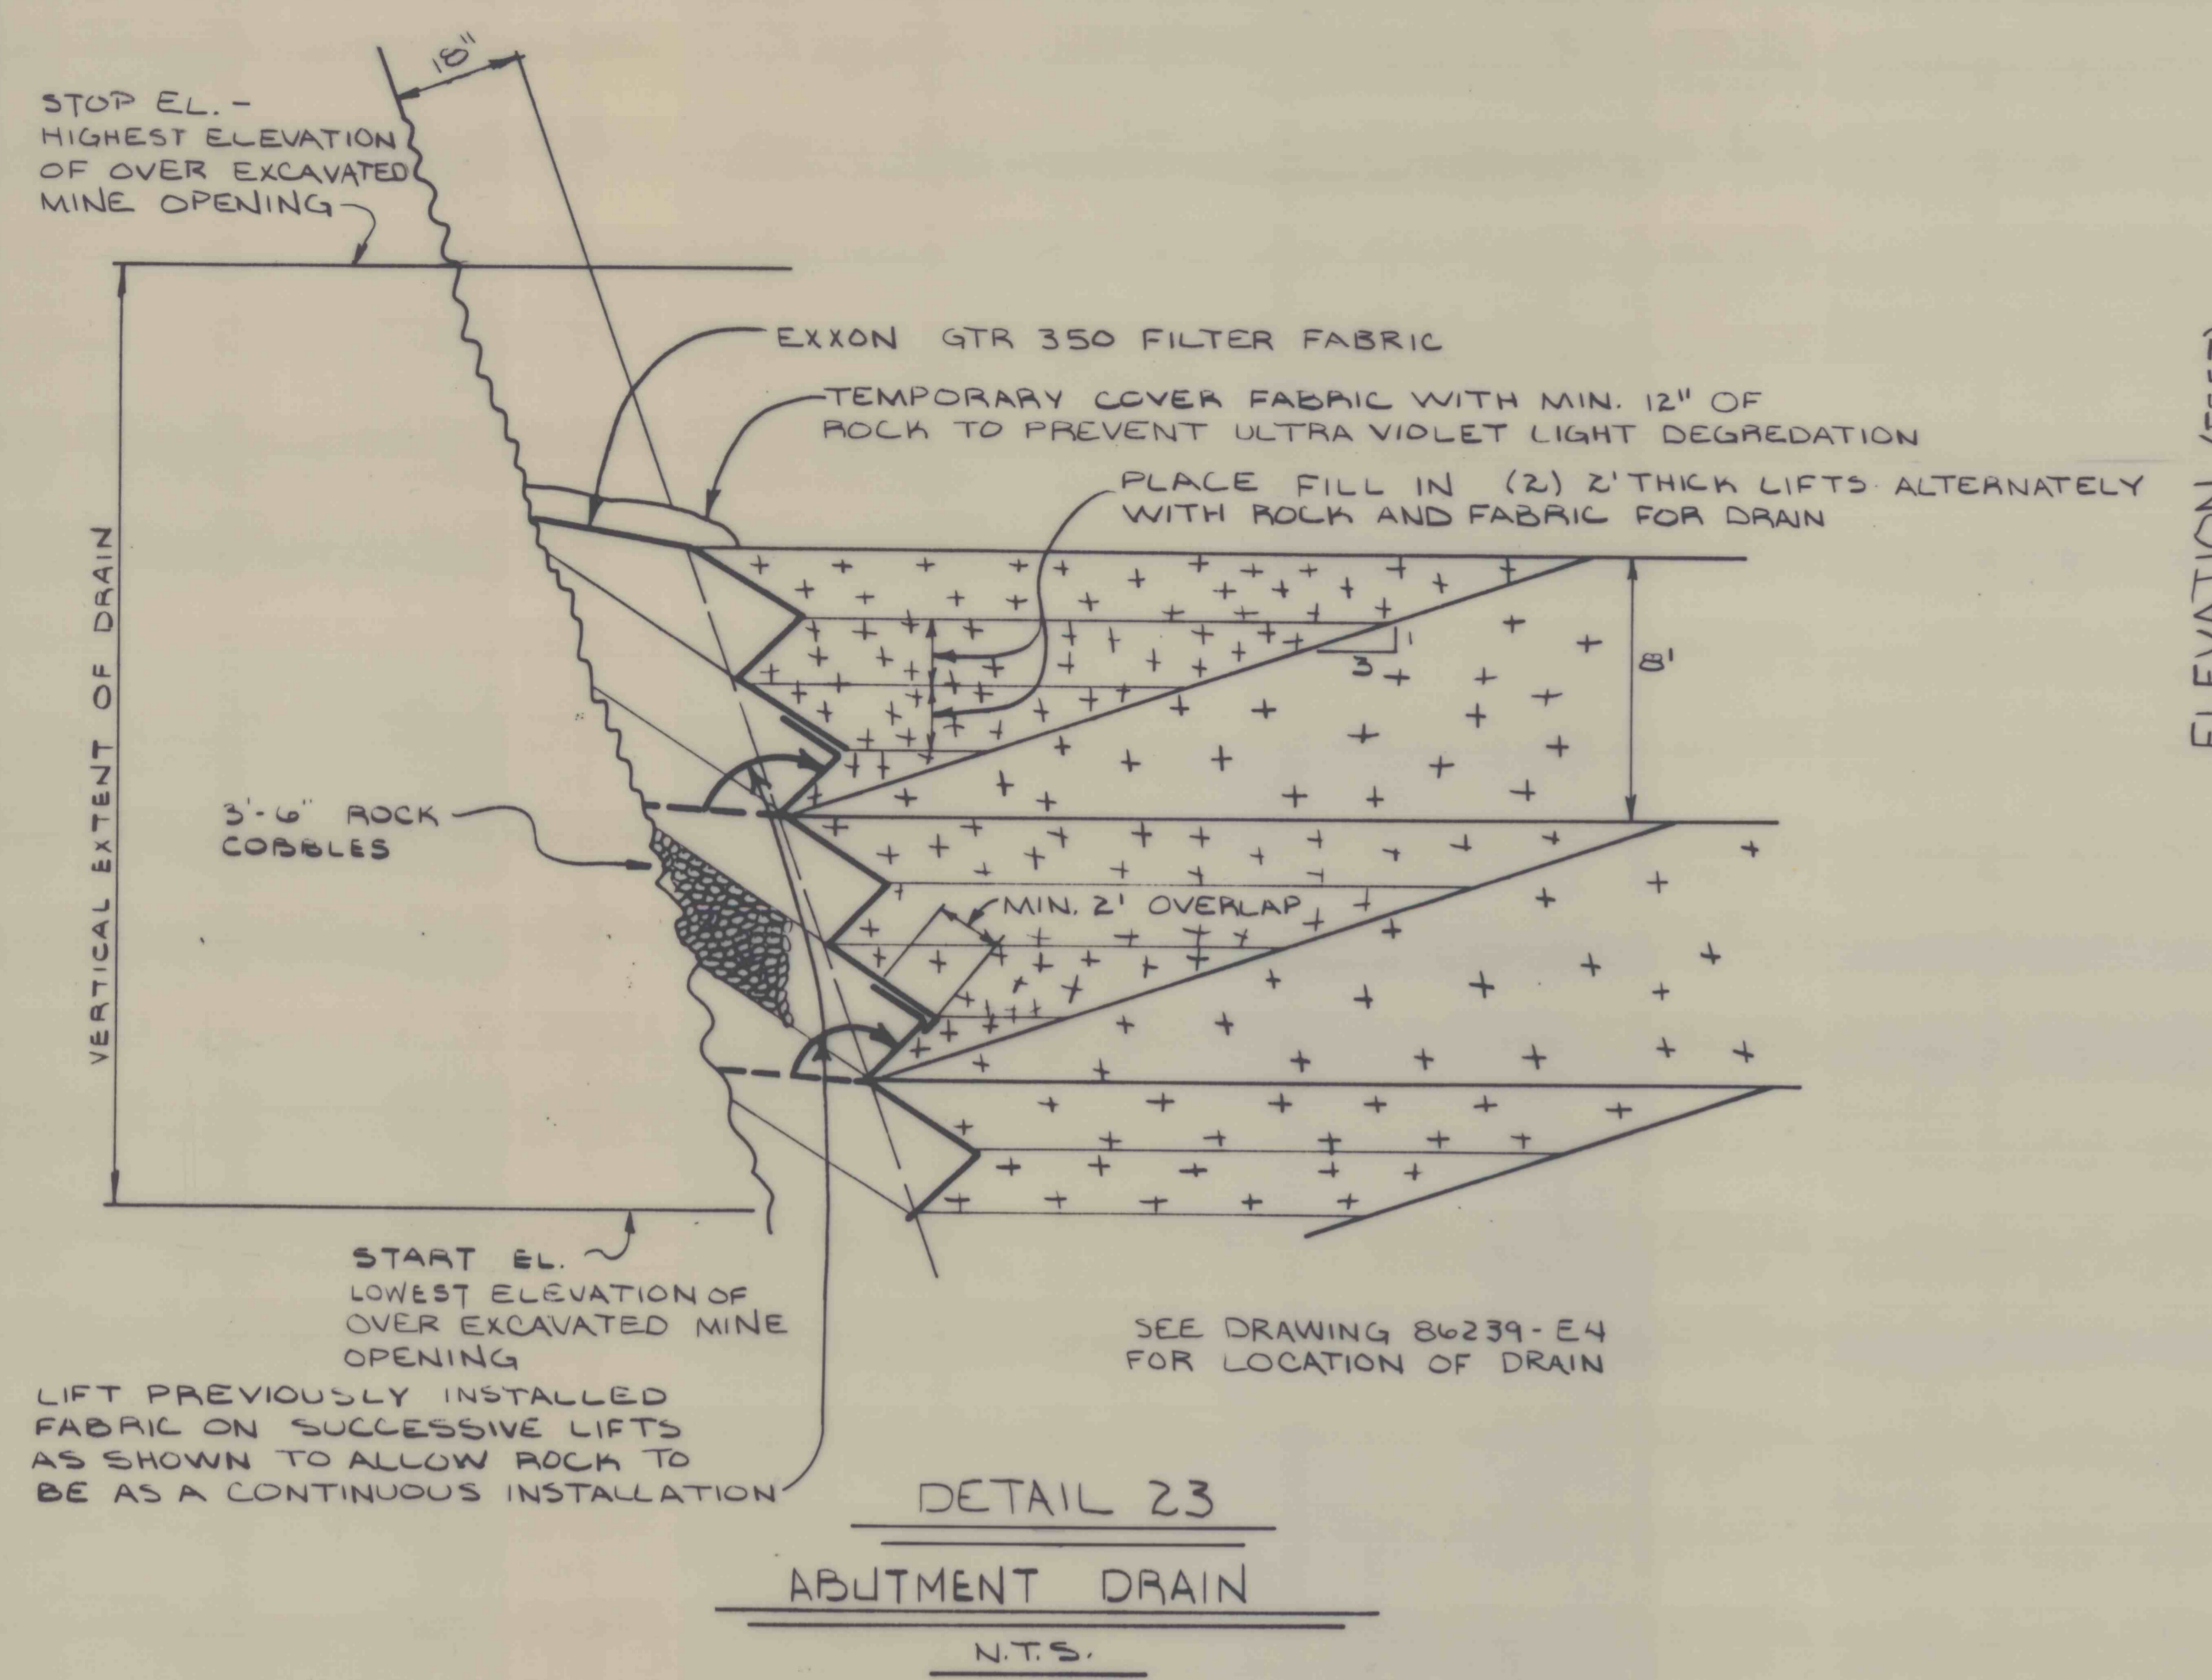 18"
STOP EL. -
HIGHEST ELEVATION
OF OVER EXCAVATED
MINE OPENING
EXXON GTR 350 FILTER FABRIC
TEMPORARY COVER FABRIC WITH MIN. 12" OF
ROCK TO PREVENT ULTRA VIOLET LIGHT DEGREDATION
PLACE FILL IN (2) 2' THICK LIFTS ALTERNATELY
WITH ROCK AND FABRIC FOR DRAIN
VERTICAL EXTENT OF DRAIN
1
3
8'
3'-6" ROCK
COBBLES
MIN. 2' OVERLAP
START EL.
LOWEST ELEVATION OF
OVER EXCAVATED MINE
OPENING
SEE DRAWING 86239-E4
FOR LOCATION OF DRAIN
LIFT PREVIOUSLY INSTALLED
FABRIC ON SUCCESSIVE LIFTS
AS SHOWN TO ALLOW ROCK TO
BE AS A CONTINUOUS INSTALLATION
DETAIL 23
ABUTMENT DRAIN
N.T.S.
ELEVATION